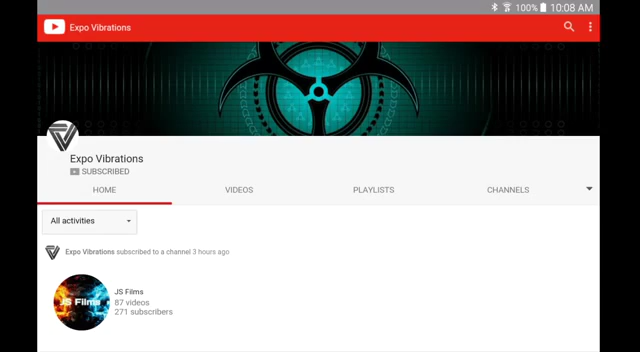 100% 10:08 AM
Expo Vibrations
Expo Vibrations
SUBSCRIBED
HOME VIDEOS PLAYLISTS CHANNELS
All activities
Expo Vibrations subscribed to a channel 3 hours ago
JS Films
JS Films
87 videos
271 subscribers